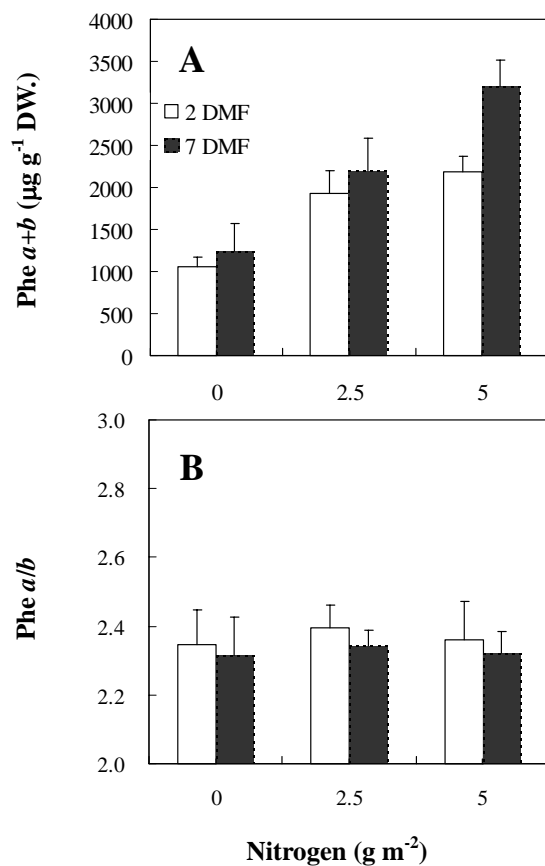 A
2 DMF
7 DMF
Phe a+b (µg g-1 DW.)
4000
3500
3000
2500
2000
1500
1000
500
0
0 2.5 5
B
Phe a/b
3.0
2.8
2.6
2.4
2.2
2.0
0 2.5 5
Nitrogen (g m-2)